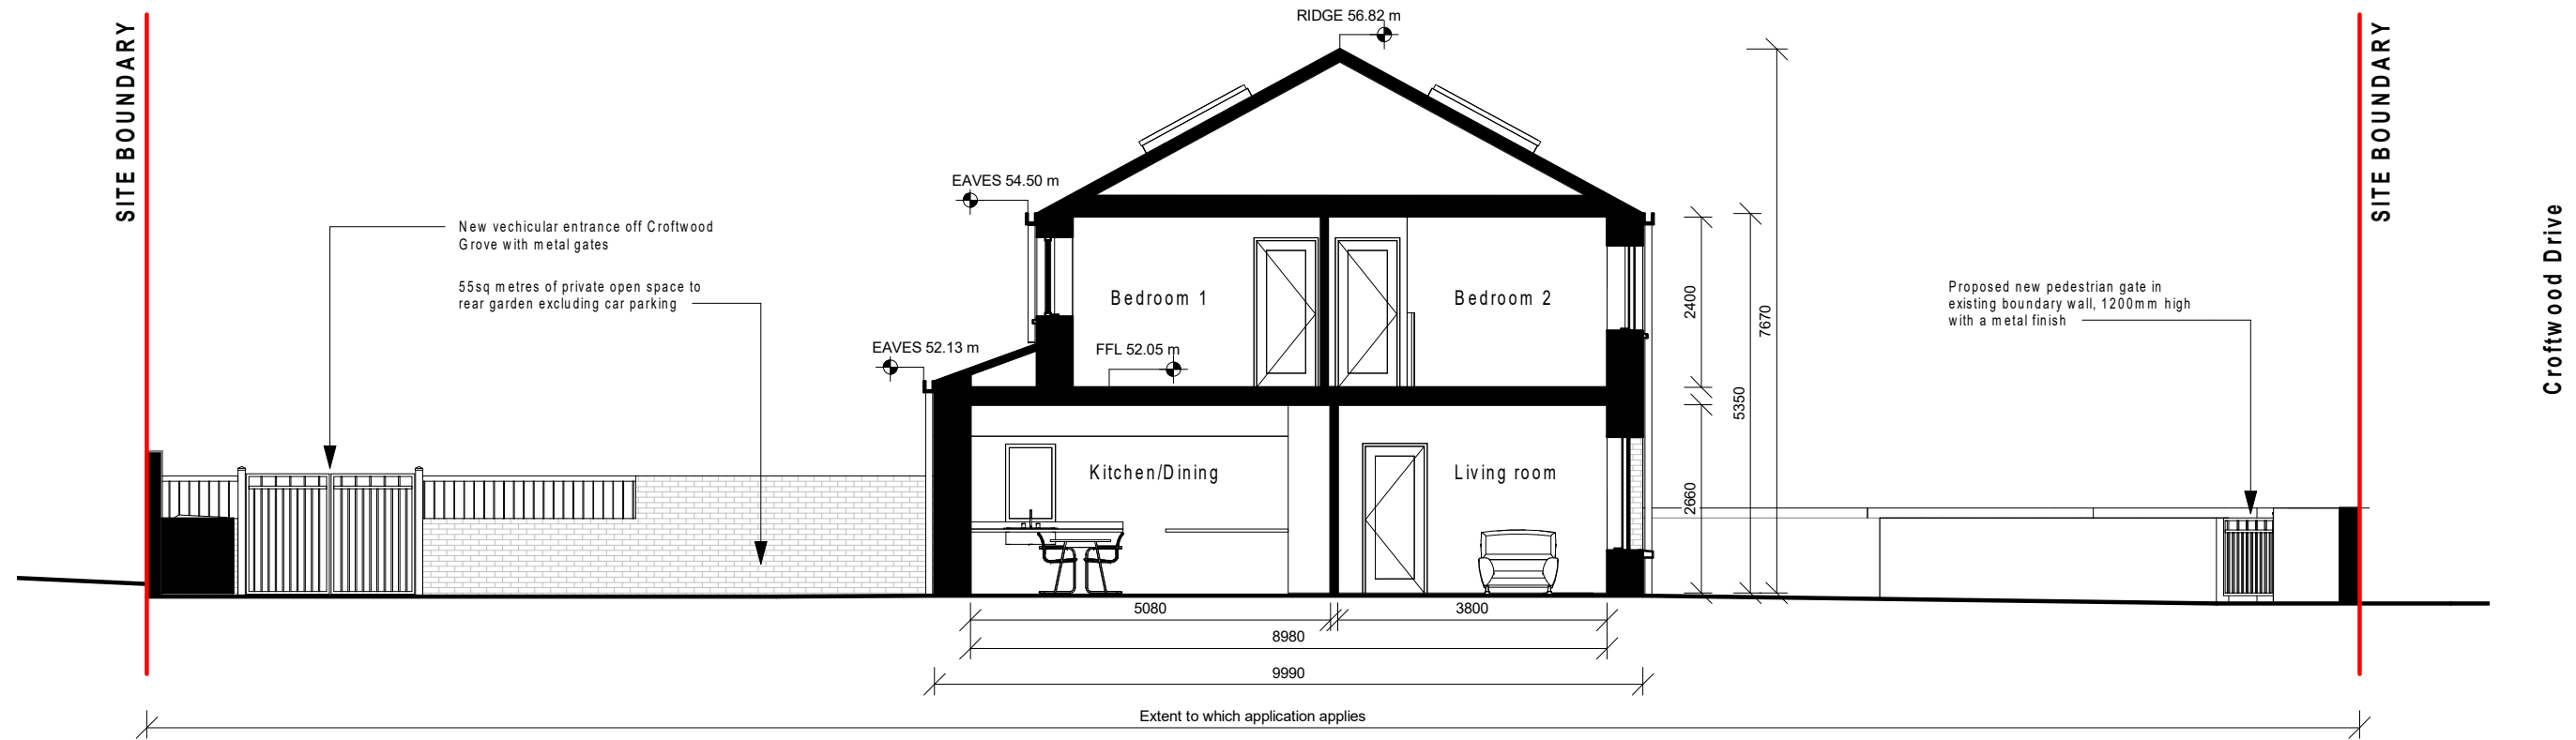 RIDGE 56.82 m
SITE BOUNDARY
SITE BOUNDARY
EAVES 54.50 m
New vechicular entrance off Croftwood
Grove with metal gates
55sq metres of private open space to
rear garden excluding car parking
Bedroom 1
Bedroom 2
2400
7670
5350
2660
Proposed new pedestrian gate in
existing boundary wall, 1200mm high
with a metal finish
Croftwood Drive
EAVES 52.13 m
FFL 52.05 m
Kitchen/Dining
Living room
5080
3800
8980
9990
Extent to which application applies